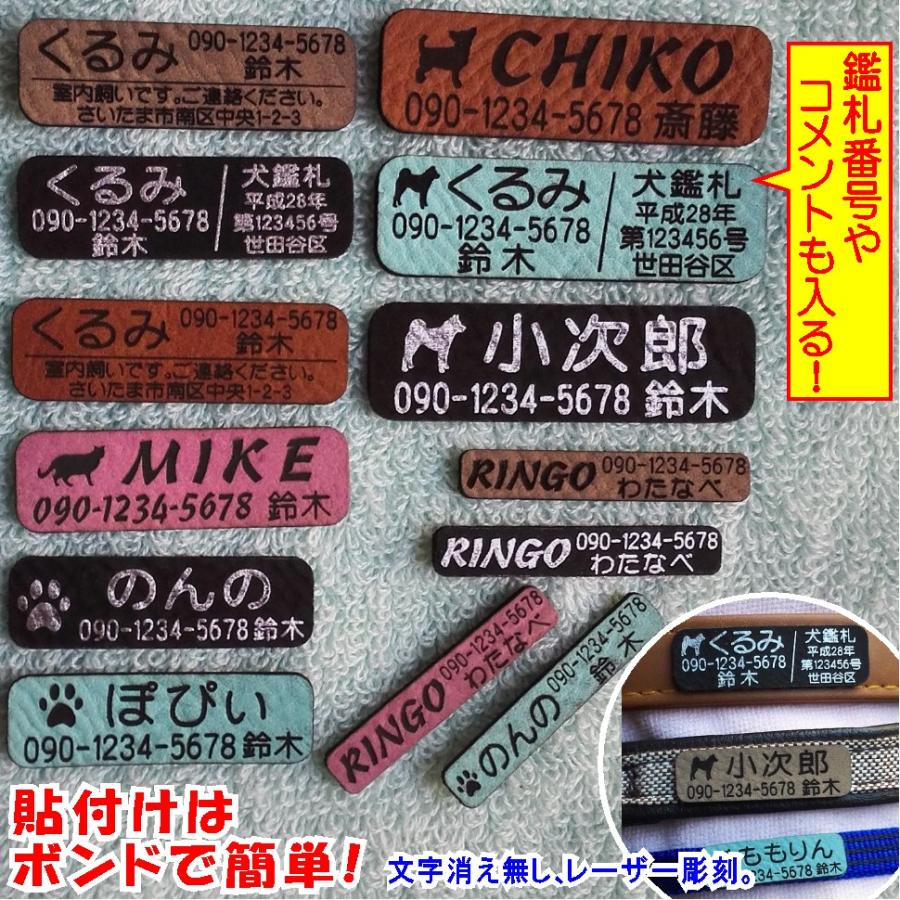 くるみ 090-1234-5678
鈴木
室内飼いです。ご連絡ください。
さいたま市南区中央1-2-3
CHIKO
090-1234-5678 斎藤
鑑札番号や
コメントも入る!
くるみ
090-1234-5678
鈴木
犬鑑札
平成28年
第123456号
世田谷区
くるみ
090-1234-5678
鈴木
犬鑑札
平成28年
第123456号
世田谷区
くるみ 090-1234-5678
鈴木
室内飼いです。ご連絡ください。
さいたま市南区中央1-2-3
小次郎
090-1234-5678 鈴木
MIKE
090-1234-5678 鈴木
RINGO 090-1234-5678
わたなべ
RINGO 090-1234-5678
わたなべ
のんの
090-1234-5678 鈴木
RINGO 090-1234-5678
わたなべ
のんの 090-1234-5678
鈴木
ぽぴぃ
090-1234-5678 鈴木
くるみ
090-1234-5678
鈴木
犬鑑札
平成28年
第123456号
世田谷区
小次郎
090-1234-5678 鈴木
ももりん
090-1234-5678 鈴木
貼付けは
ボンドで簡単!
文字消え無し、レーザー彫刻。